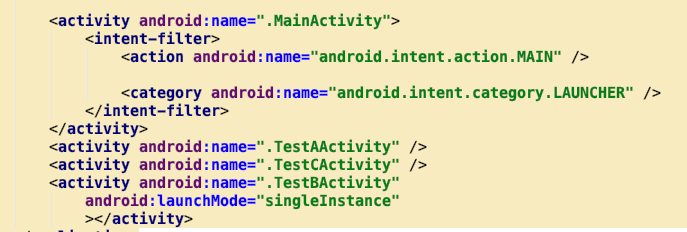 <activity android:name=".MainActivity">
<intent-filter>
<action android:name="android.intent.action.MAIN" />
<category android:name="android.intent.category.LAUNCHER" />
</intent-filter>
</activity>
<activity android:name=".TestAActivity" />
<activity android:name=".TestCActivity" />
<activity android:name=".TestBActivity"
android:launchMode="singleInstance"
></activity>